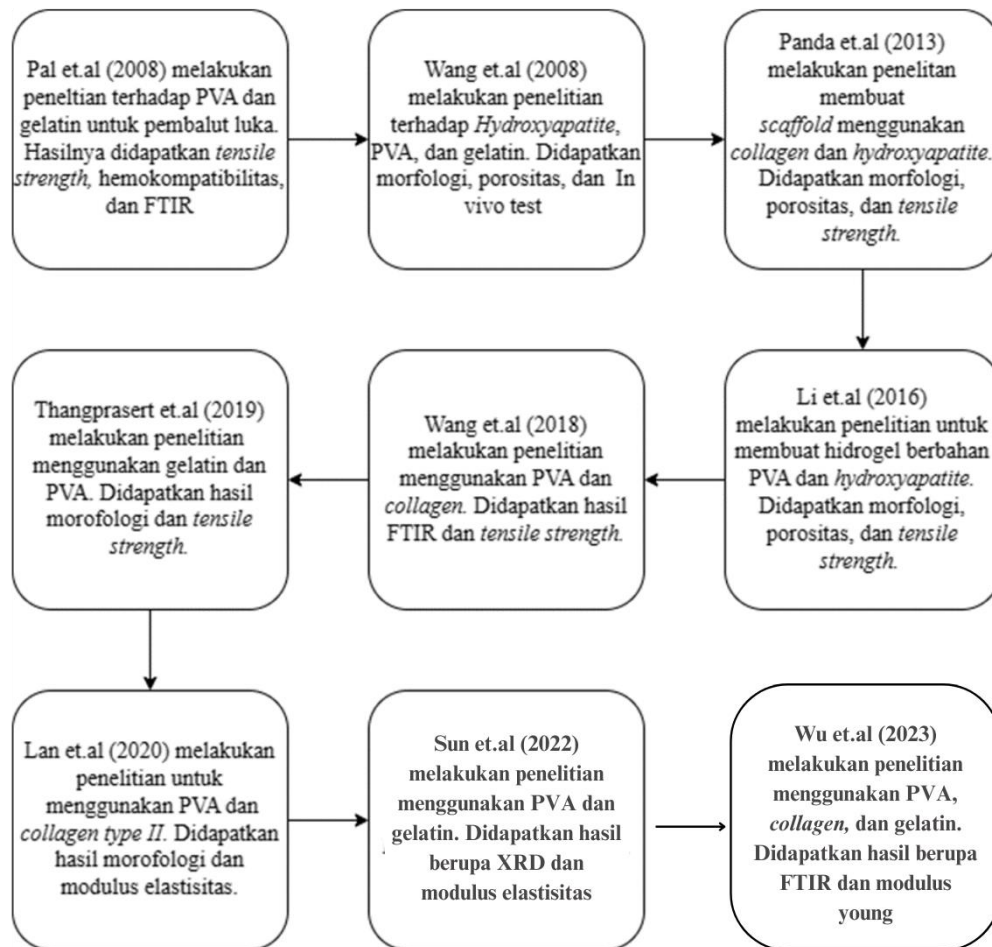 Pal et.al (2008) melakukan
peneltian terhadap PVA dan
gelatin untuk pembalut luka.
Hasilnya didapatkan tensile
strength, hemokompatibilitas,
dan FTIR
Wang et.al (2008)
melakukan penelitian
terhadap Hydroxyapatite,
PVA, dan gelatin. Didapatkan
morfologi, porositas, dan In
vivo test
Panda et.al (2013)
melakukan penelitan
membuat
scaffold menggunakan
collagen dan hydroxyapatite.
Didapatkan morfologi,
porositas, dan tensile
strength.
Li et.al (2016)
melakukan penelitian untuk
membuat hidrogel berbahan
PVA dan hydroxyapatite.
Didapatkan morfologi,
porositas, dan tensile
strength.
Wang et.al (2018)
melakukan penelitian
menggunakan PVA dan
collagen. Didapatkan hasil
FTIR dan tensile strength.
Thangprasert et.al (2019)
melakukan penelitian
menggunakan gelatin dan
PVA. Didapatkan hasil
morofologi dan tensile
strength.
Lan et.al (2020) melakukan
penelitian untuk
menggunakan PVA dan
collagen type II. Didapatkan
hasil morofologi dan
modulus elastisitas.
Sun et.al (2022)
melakukan penelitian
menggunakan PVA dan
gelatin. Didapatkan hasil
berupa XRD dan
modulus elastisitas
Wu et.al (2023)
melakukan penelitian
menggunakan PVA,
collagen, dan gelatin.
Didapatkan hasil berupa
FTIR dan modulus
young